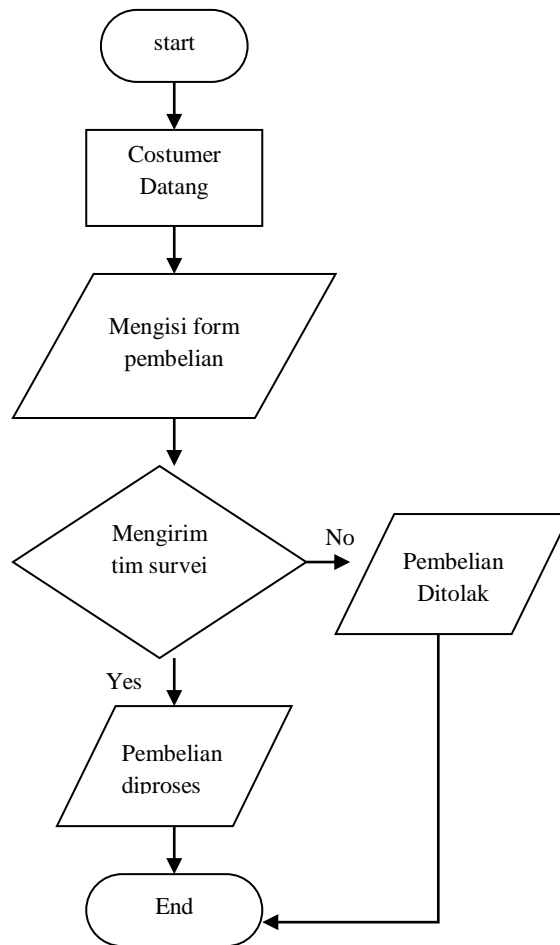 start
Costumer
Datang
Mengisi form
pembelian
Mengirim
tim survei
No
Pembelian
Ditolak
Yes
Pembelian
diproses
End